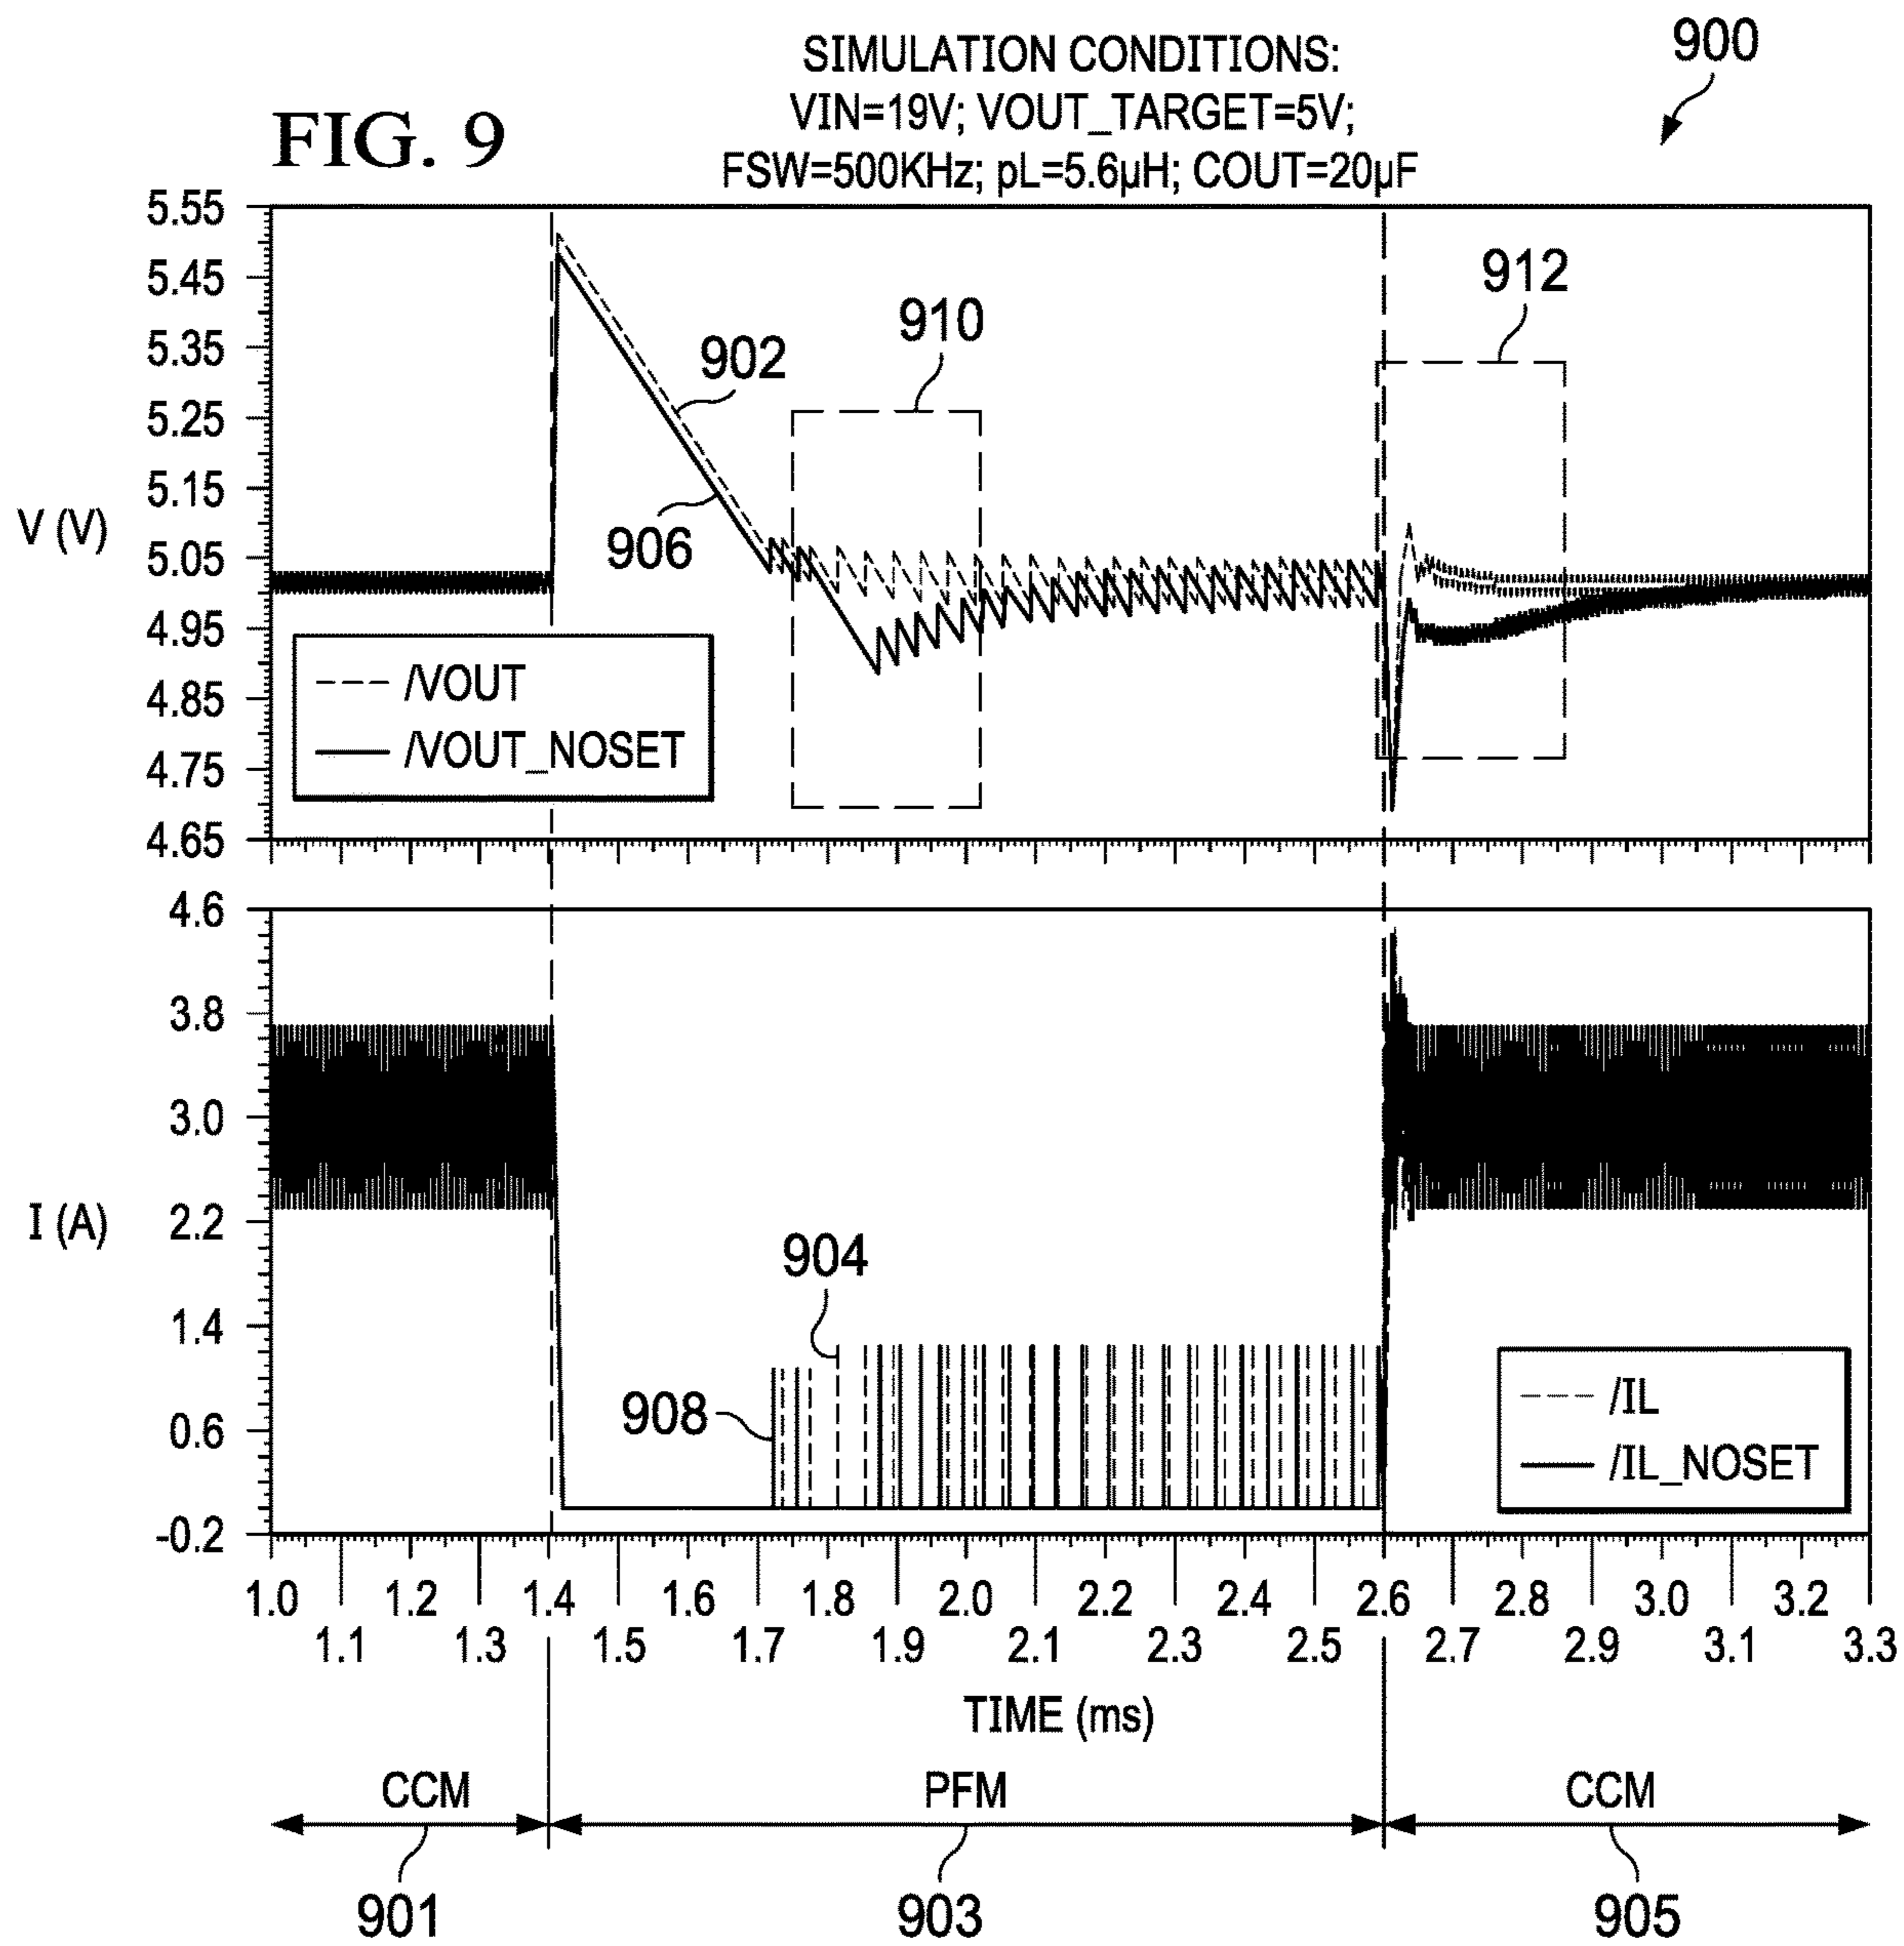 SIMULATION CONDITIONS:
VIN=19V; VOUT_TARGET=5V;
FSW=500KHz; pL=5.6µH; COUT=20µF
900
FIG. 9
5.55
5.45
5.35
5.25
5.15
5.05
4.95
4.85
4.75
4.65
V (V)
902
906
910
912
/VOUT
/VOUT_NOSET
4.6
3.8
3.0
2.2
1.4
0.6
-0.2
I (A)
904
908
/IL
/IL_NOSET
1.0 1.2 1.4 1.6 1.8 2.0 2.2 2.4 2.6 2.8 3.0 3.2
1.1 1.3 1.5 1.7 1.9 2.1 2.3 2.5 2.7 2.9 3.1 3.3
TIME (ms)
CCM PFM CCM
901 903 905